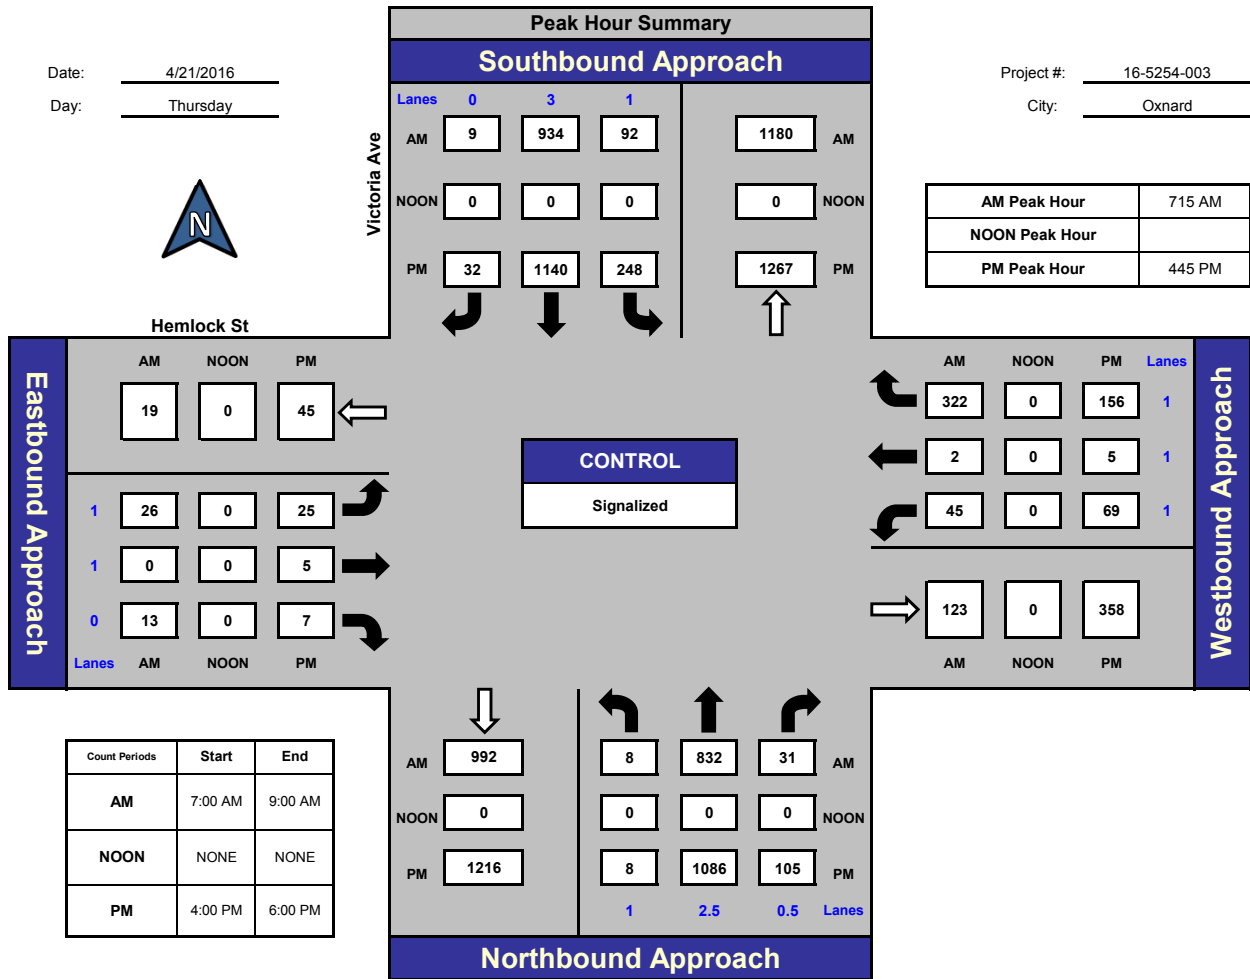 Peak Hour Summary
Southbound Approach
Date: 4/21/2016
Day: Thursday
Project #: 16-5254-003
City: Oxnard
N
Victoria Ave
Lanes 0 3 1
AM 9 934 92 1180 AM
NOON 0 0 0 0 NOON
PM 32 1140 248 1267 PM
AM Peak Hour 715 AM
NOON Peak Hour
PM Peak Hour 445 PM
Hemlock St
Eastbound Approach
AM NOON PM
19 0 45
1 26 0 25
1 0 0 5
0 13 0 7
Lanes AM NOON PM
CONTROL
Signalized
AM NOON PM Lanes
322 0 156 1
2 0 5 1
45 0 69 1
123 0 358
AM NOON PM
Westbound Approach
Count Periods Start End
AM 7:00 AM 9:00 AM
NOON NONE NONE
PM 4:00 PM 6:00 PM
AM 992 8 832 31 AM
NOON 0 0 0 0 NOON
PM 1216 8 1086 105 PM
1 2.5 0.5 Lanes
Northbound Approach